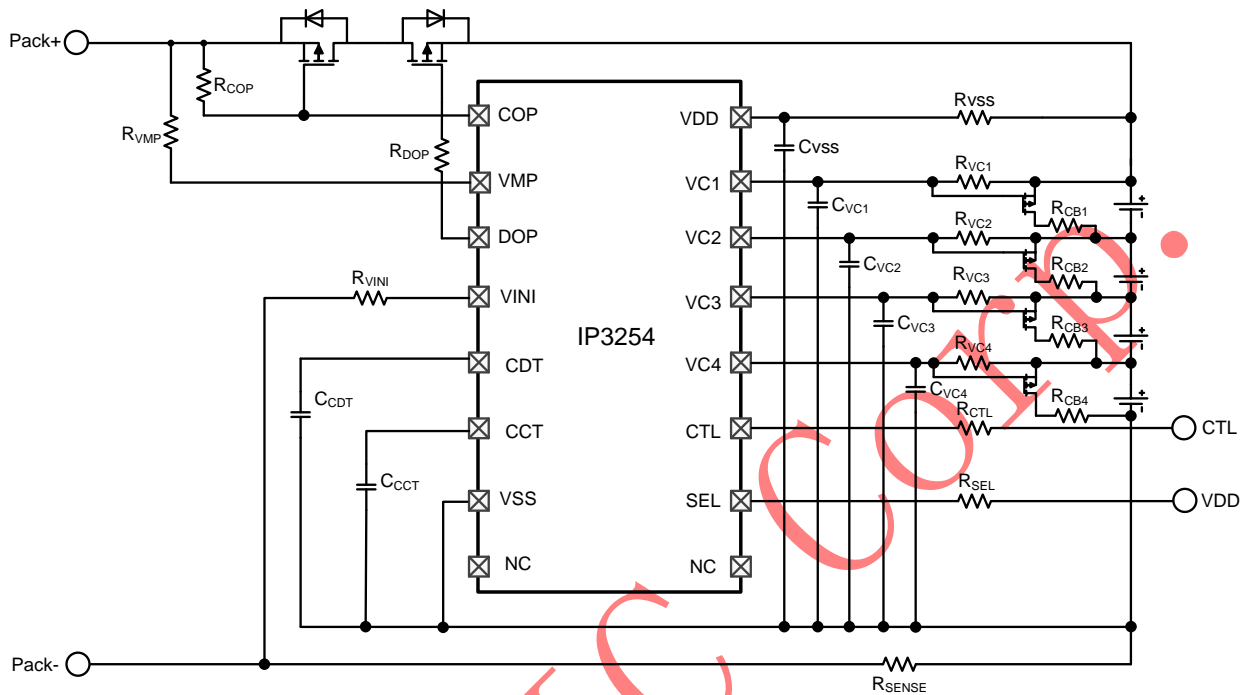 Pack+
RCOP
RVMP
RDOP
COP
VDD
RVSS
CVSS
VMP
VC1
RVC1
CVC1
RCB1
DOP
VC2
RVC2
CVC2
RCB2
RVINI
VINI
VC3
RVC3
CVC3
RCB3
IP3254
CDT
VC4
RVC4
CVC4
RCB4
CCDT
CCT
CTL
RCTL
CTL
CCCT
VSS
SEL
RSEL
VDD
NC
NC
Pack-
RSENSE
C Corp.